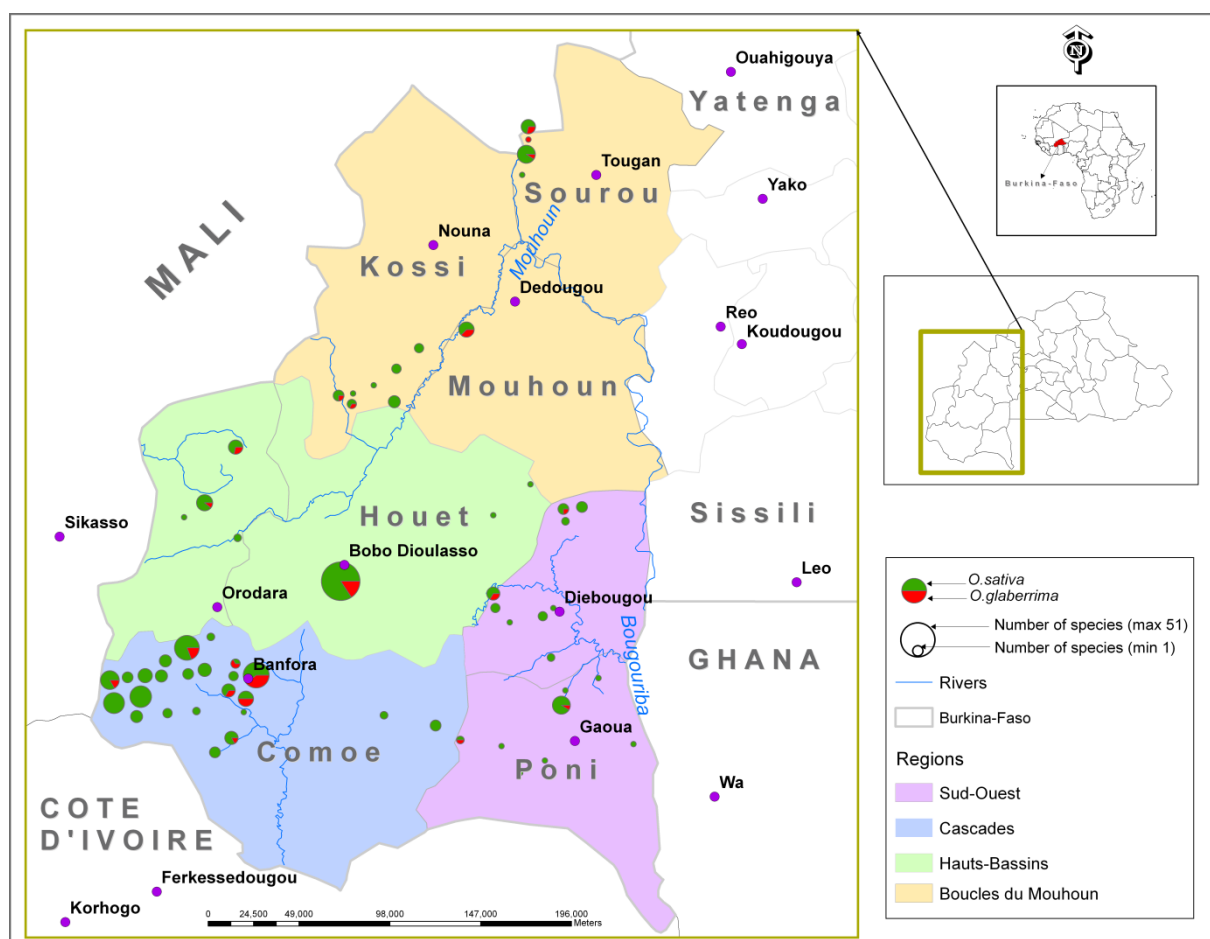 Ouahigouya
Yatenga
N
Tougan
Sourou
Yako
Burkina-Faso
MALI
Nouna
Kossi
Mouhoun
Dedougou
Reo
Koudougou
Mouhoun
Sikasso
Houet
Sissili
Bobo Dioulasso
Leo
Orodara
Diebougou
Bougouriba
GHANA
Banfora
Gaoua
Comoe
Poni
Wa
COTE
D'IVOIRE
Ferkessedougou
Korhogo
0 24,500 49,000 98,000 147,000 196,000
Meters
O.sativa
O.glaberrima
Number of species (max 51)
Number of species (min 1)
Rivers
Burkina-Faso
Regions
Sud-Ouest
Cascades
Hauts-Bassins
Boucles du Mouhoun